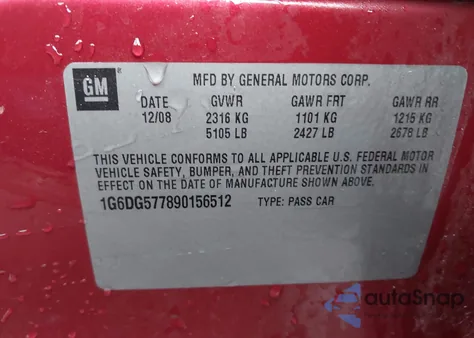 GM
MFD BY GENERAL MOTORS CORP.
DATE GVWR GAWR FRT GAWR RR
12/08 2316 KG 1101 KG 1215 KG
5105 LB 2427 LB 2678 LB
THIS VEHICLE CONFORMS TO ALL APPLICABLE U.S. FEDERAL MOTOR
VEHICLE SAFETY, BUMPER, AND THEFT PREVENTION STANDARDS IN
EFFECT ON THE DATE OF MANUFACTURE SHOWN ABOVE.
1G6DG577890156512 TYPE: PASS CAR
autoSnap